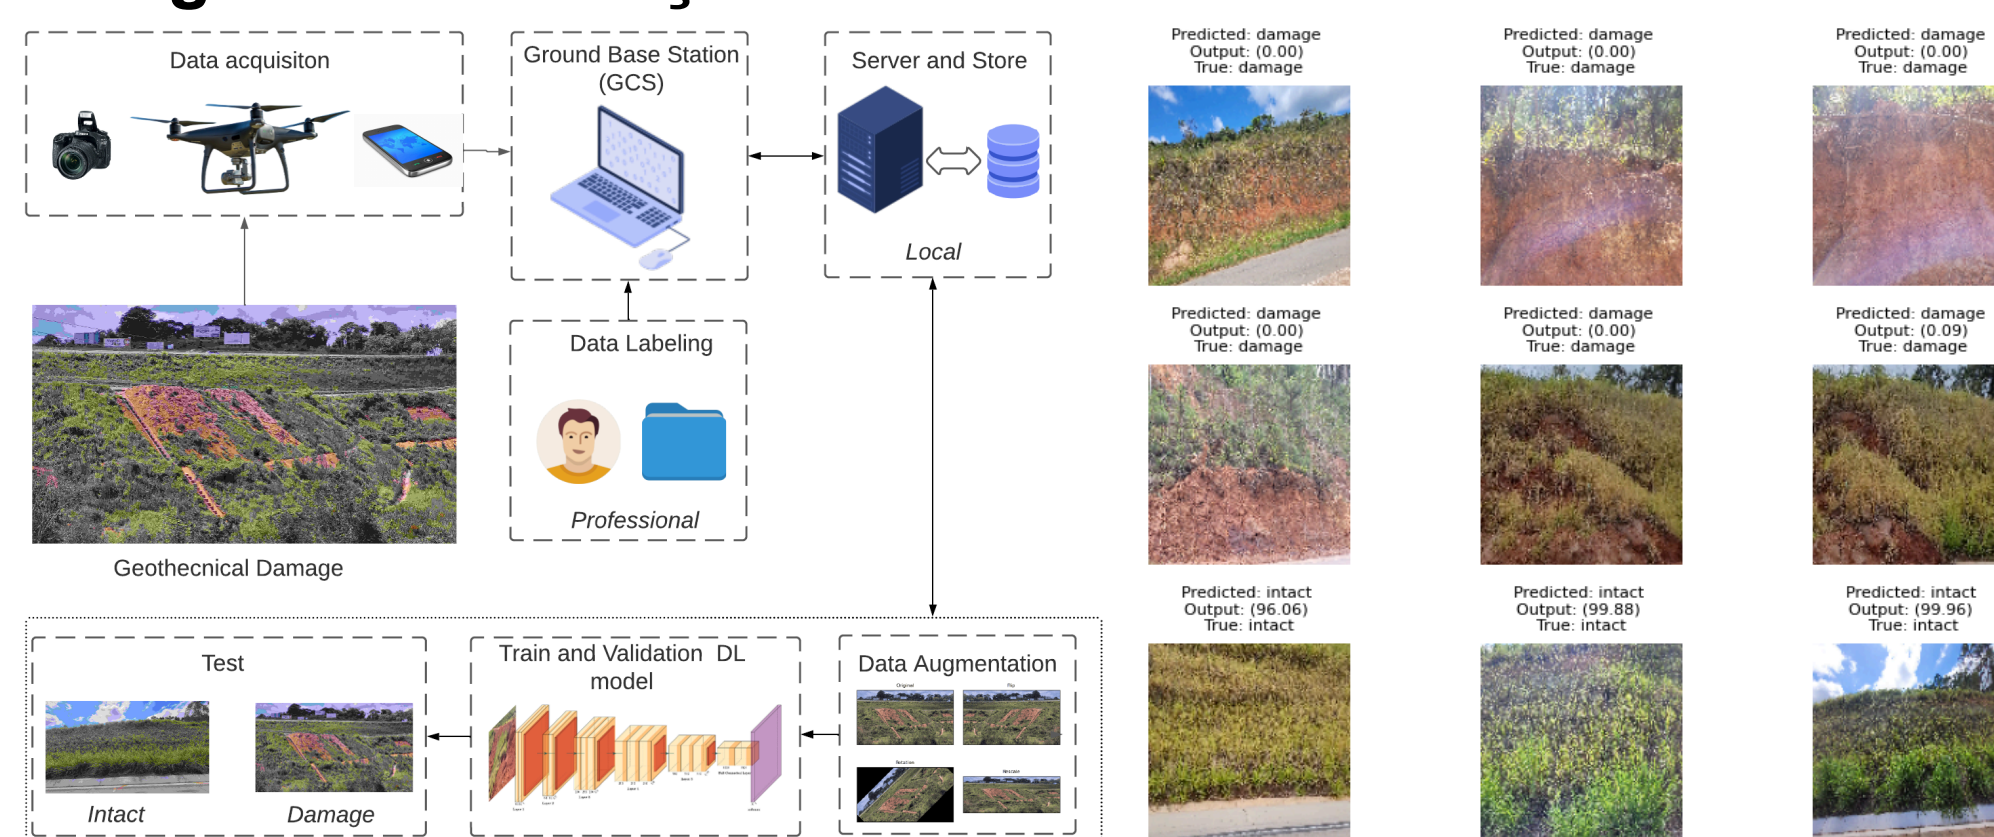 Data acquisiton
Ground Base Station
(GCS)
Server and Store
Local
Data Labeling
Professional
Geothecnical Damage
Test
Intact
Damage
Train and Validation DL
model
Data Augmentation
Original
Flip
Rotation
Rescale
Predicted: damage
Output: (0.00)
True: damage
Predicted: damage
Output: (0.00)
True: damage
Predicted: damage
Output: (0.00)
True: damage
Predicted: damage
Output: (0.00)
True: damage
Predicted: damage
Output: (0.00)
True: damage
Predicted: damage
Output: (0.09)
True: damage
Predicted: intact
Output: (96.06)
True: intact
Predicted: intact
Output: (99.88)
True: intact
Predicted: intact
Output: (99.96)
True: intact